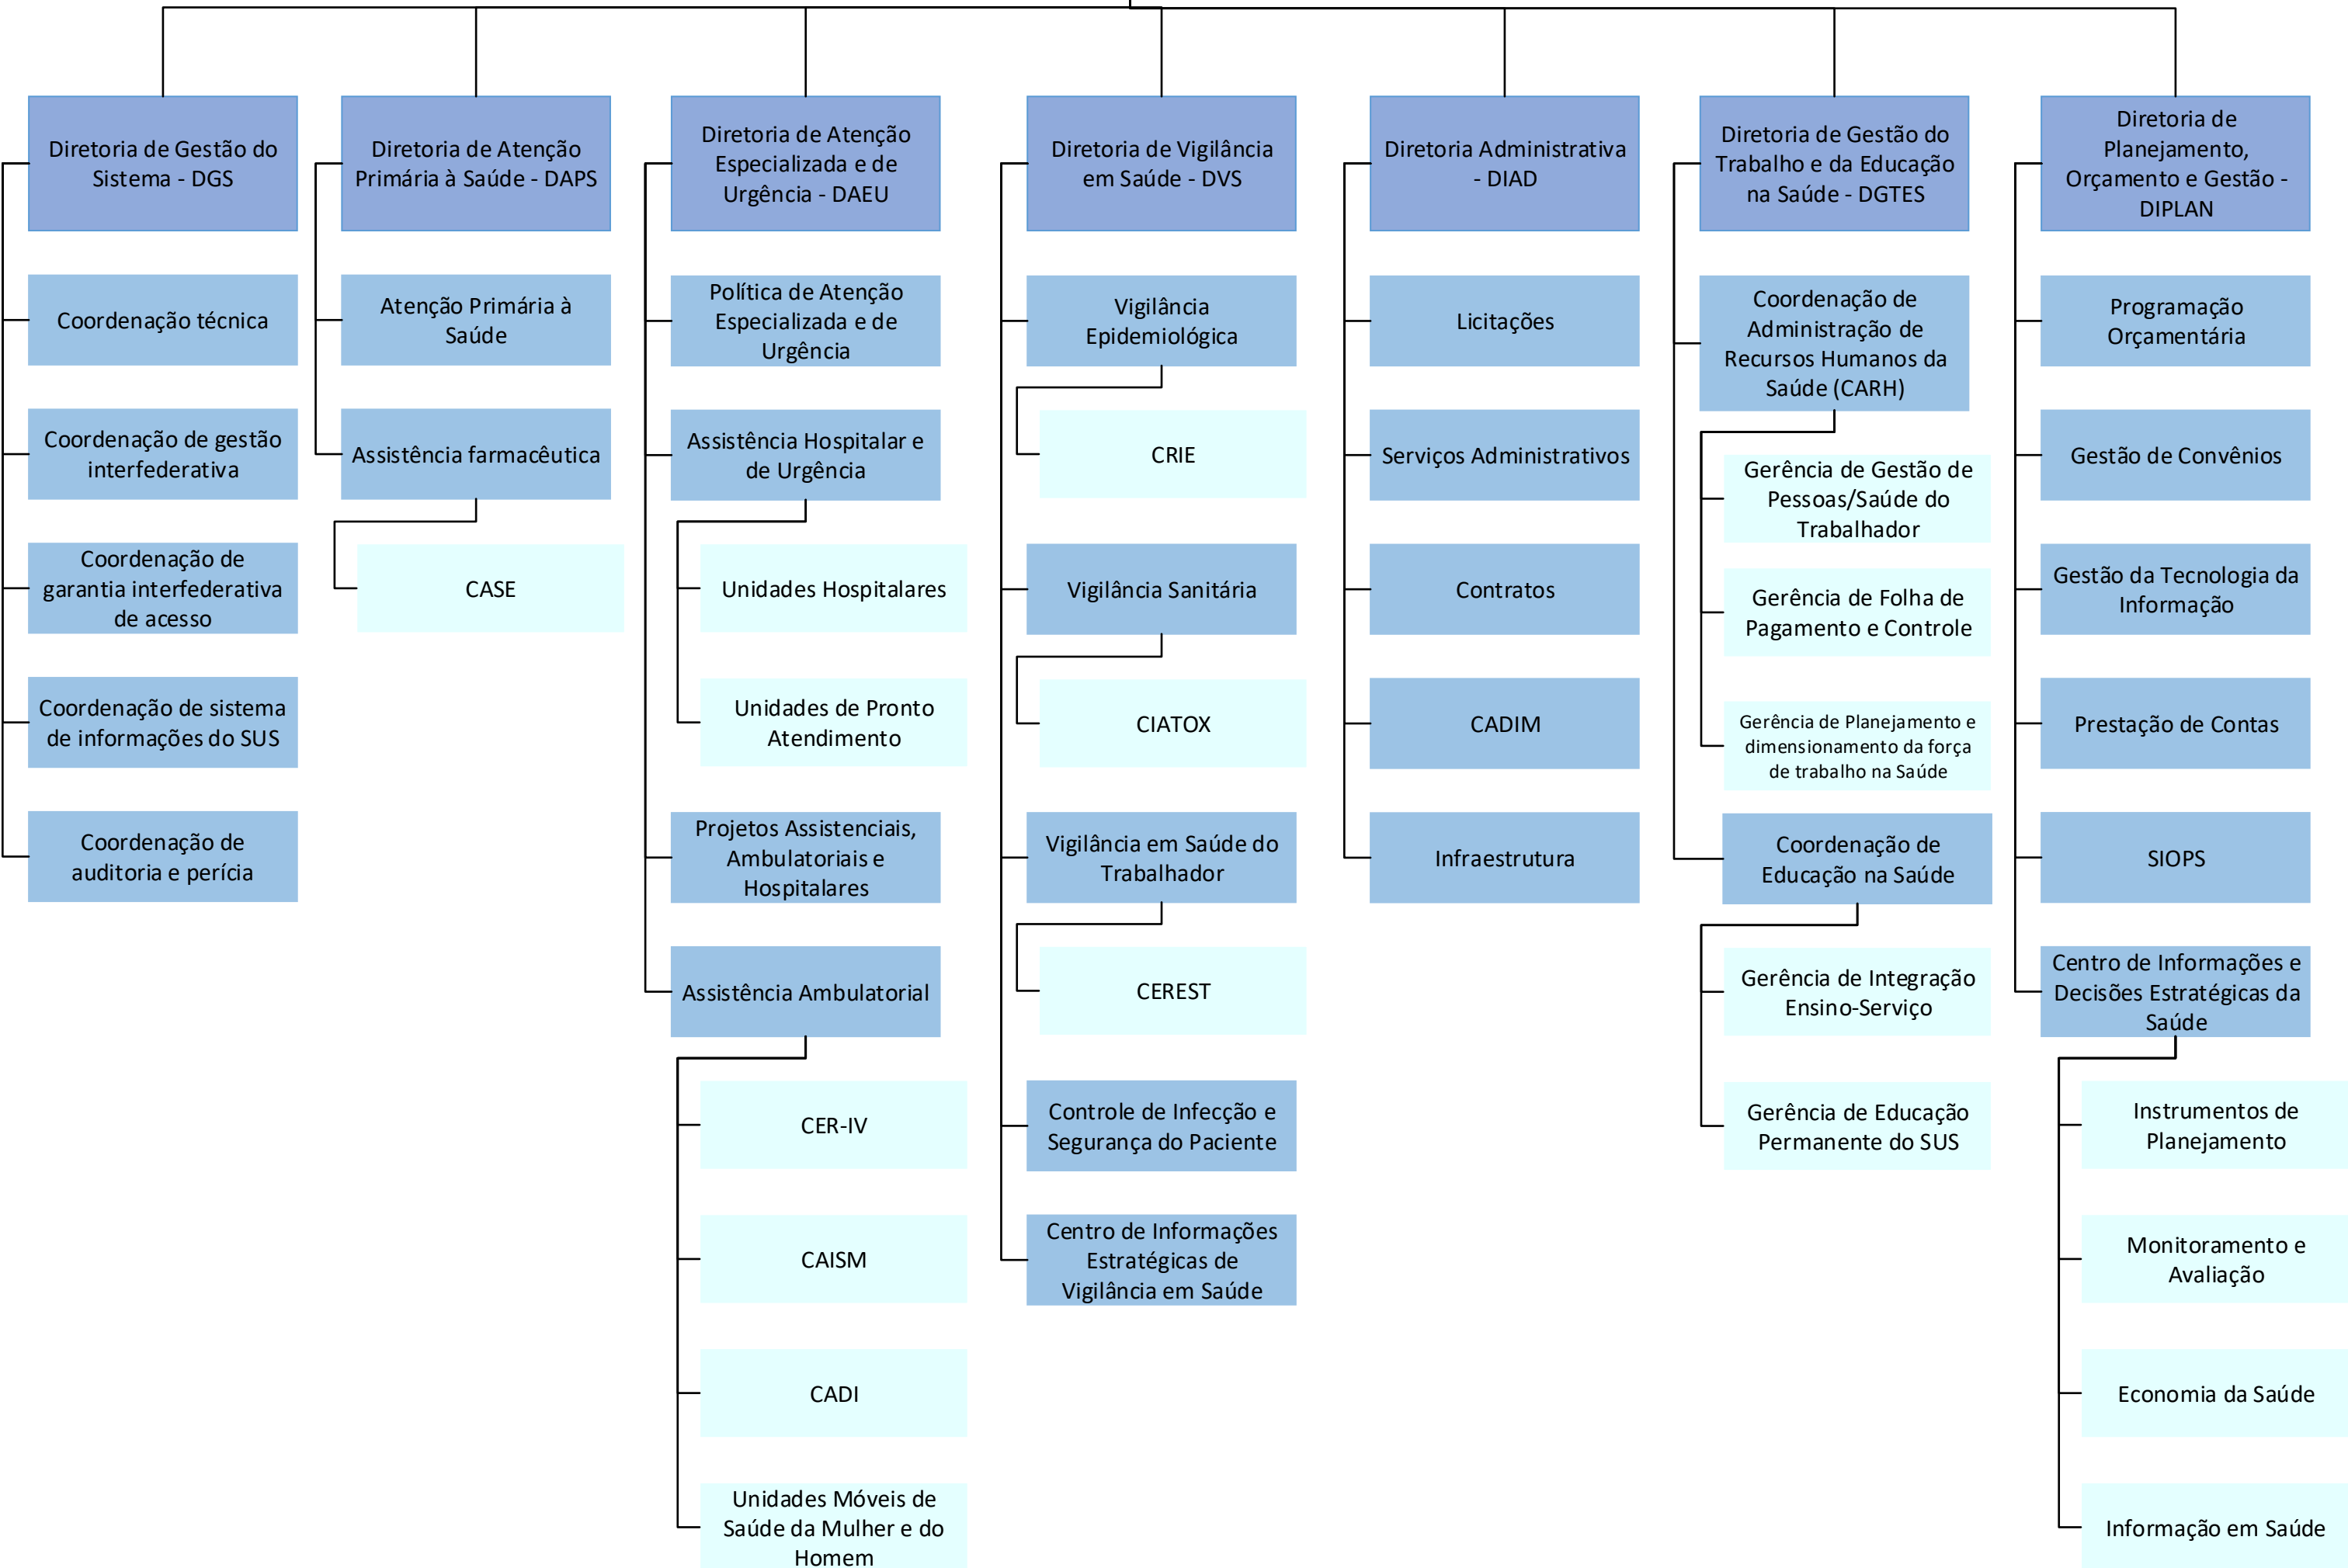 Diretoria de Gestão do
Sistema - DGS
Coordenação técnica
Coordenação de gestão
interfederativa
Coordenação de
garantia interfederativa
de acesso
Coordenação de sistema
de informações do SUS
Coordenação de
auditoria e perícia
Diretoria de Atenção
Primária à Saúde - DAPS
Atenção Primária à
Saúde
Assistência farmacêutica
CASE
Diretoria de Atenção
Especializada e de
Urgência - DAEU
Política de Atenção
Especializada e de
Urgência
Assistência Hospitalar e
de Urgência
Unidades Hospitalares
Unidades de Pronto
Atendimento
Projetos Assistenciais,
Ambulatoriais e
Hospitalares
Assistência Ambulatorial
CER-IV
CAISM
CADI
Unidades Móveis de
Saúde da Mulher e do
Homem
Diretoria de Vigilância
em Saúde - DVS
Vigilância
Epidemiológica
CRIE
Vigilância Sanitária
CIATOX
Vigilância em Saúde do
Trabalhador
CEREST
Controle de Infecção e
Segurança do Paciente
Centro de Informações
Estratégicas de
Vigilância em Saúde
Diretoria Administrativa
- DIAD
Licitações
Serviços Administrativos
Contratos
CADIM
Infraestrutura
Diretoria de Gestão do
Trabalho e da Educação
na Saúde - DGTES
Coordenação de
Administração de
Recursos Humanos da
Saúde (CARH)
Gerência de Gestão de
Pessoas/Saúde do
Trabalhador
Gerência de Folha de
Pagamento e Controle
Gerência de Planejamento e
dimensionamento da força
de trabalho na Saúde
Coordenação de
Educação na Saúde
Gerência de Integração
Ensino-Serviço
Gerência de Educação
Permanente do SUS
Diretoria de
Planejamento,
Orçamento e Gestão -
DIPLAN
Programação
Orçamentária
Gestão de Convênios
Gestão da Tecnologia da
Informação
Prestação de Contas
SIOPS
Centro de Informações e
Decisões Estratégicas da
Saúde
Instrumentos de
Planejamento
Monitoramento e
Avaliação
Economia da Saúde
Informação em Saúde